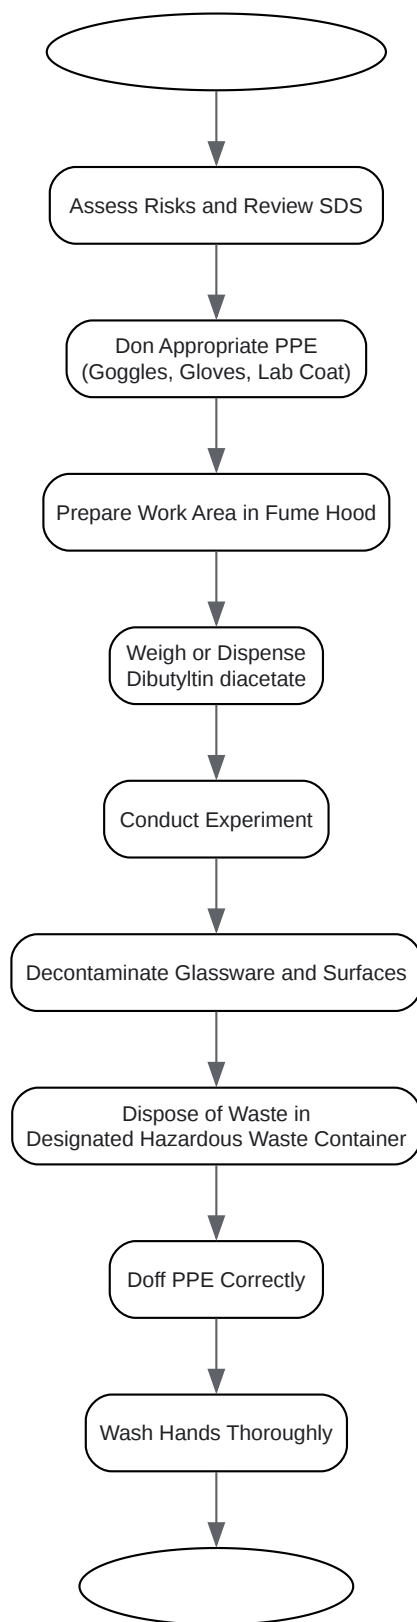 Assess Risks and Review SDS
Don Appropriate PPE
(Goggles, Gloves, Lab Coat)
Prepare Work Area in Fume Hood
Weigh or Dispense
Dibutyltin diacetate
Conduct Experiment
Decontaminate Glassware and Surfaces
Dispose of Waste in
Designated Hazardous Waste Container
Doff PPE Correctly
Wash Hands Thoroughly